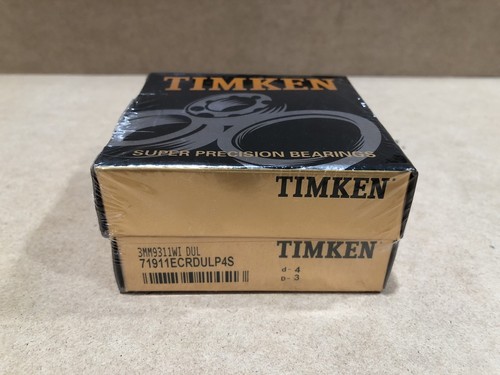 TIMKEN
SUPER PRECISION BEARINGS
TIMKEN
3MM9311WI DUL
71911ECRDULP4S
TIMKEN
d- 4
D- 3